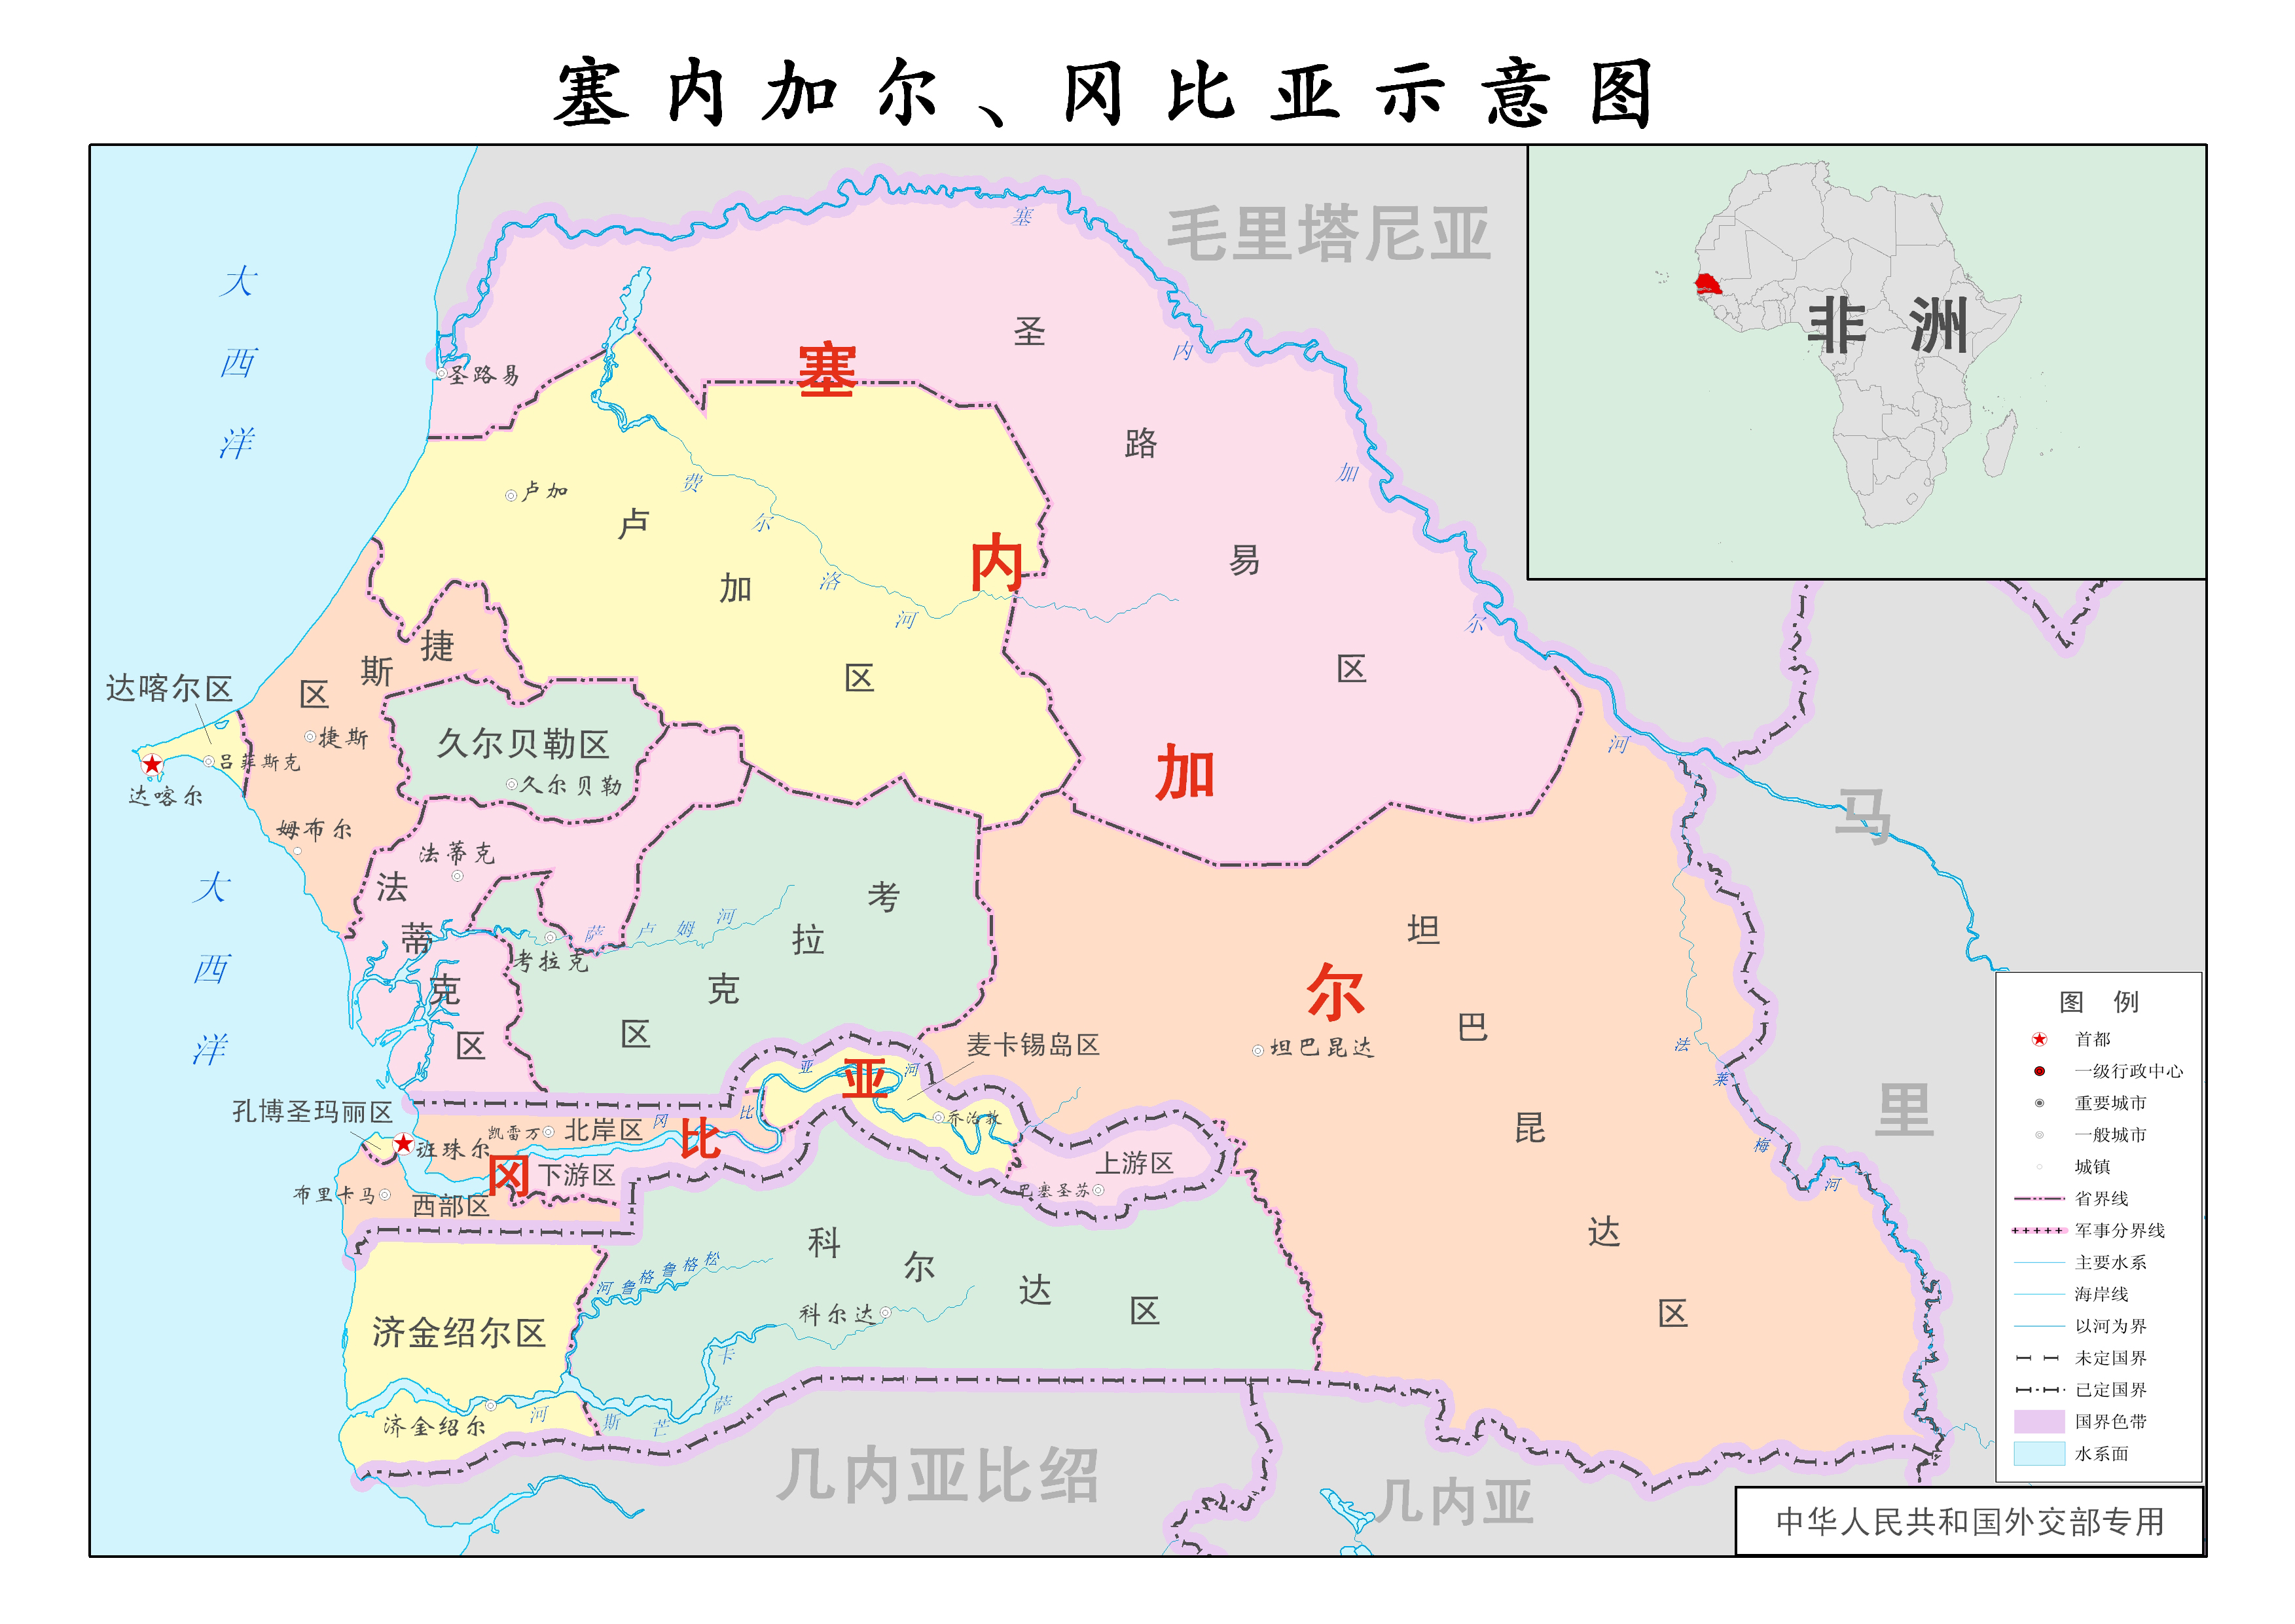 塞内加尔、冈比亚示意图
毛里塔尼亚
非洲
大西洋
大西洋
塞内加尔
塞内加尔河
圣路易区
圣路易
卢加
卢加区
费尔洛河
捷斯区
捷斯
达喀尔区
吕菲斯克
达喀尔
姆布尔
久尔贝勒区
久尔贝勒
法蒂克
法蒂克区
考拉克区
考拉克
萨卢姆河
坦巴昆达区
坦巴昆达
法莱梅河
马里
麦卡锡岛区
冈比亚
冈比亚河
乔治敦
孔博圣玛丽区
班珠尔
凯雷万
北岸区
下游区
上游区
巴塞圣苏
布里卡马
西部区
科尔达区
科尔达
松格鲁格鲁河
济金绍尔区
济金绍尔
卡萨芒斯河
几内亚比绍
几内亚
图例
首都
一级行政中心
重要城市
一般城市
城镇
省界线
军事分界线
主要水系
海岸线
以河为界
未定国界
已定国界
国界色带
水系面
中华人民共和国外交部专用